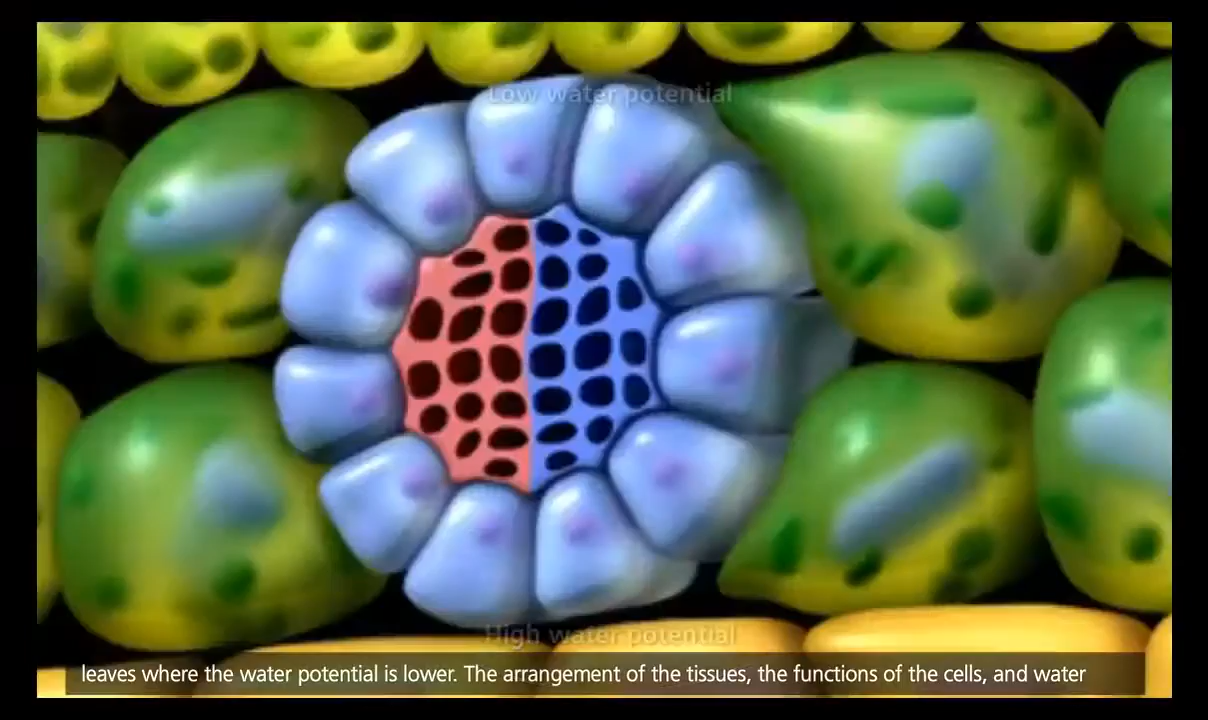 Low water potential
High water potential
leaves where the water potential is lower. The arrangement of the tissues, the functions of the cells, and water